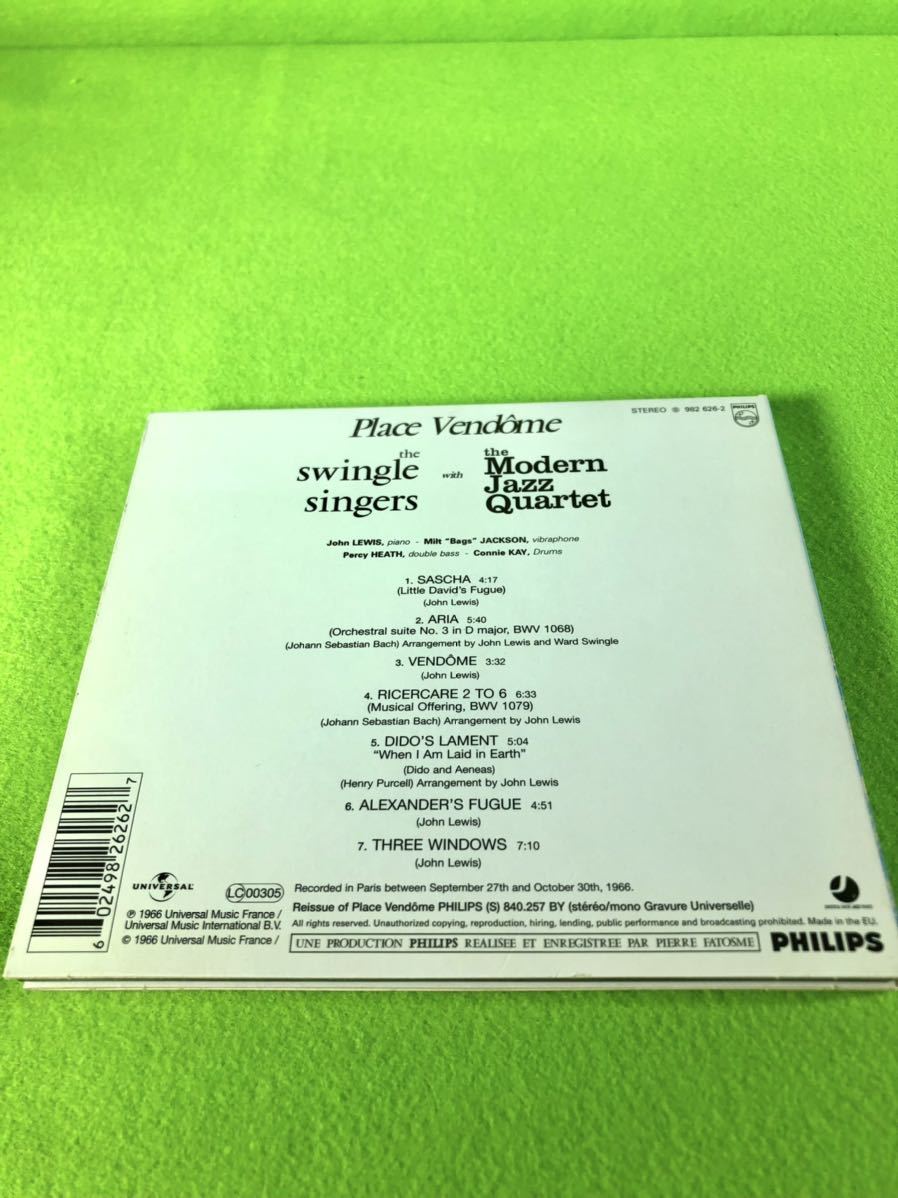 STEREO ℗ 982 626-2
PHILIPS
Place Vendôme
the swingle singers
with
the Modern Jazz Quartet
John LEWIS, piano - Milt "Bags" JACKSON, vibraphone
Percy HEATH, double bass - Connie KAY, Drums
1. SASCHA 4:17
(Little David's Fugue)
(John Lewis)
2. ARIA 5:40
(Orchestral suite No. 3 in D major, BWV 1068)
(Johann Sebastian Bach) Arrangement by John Lewis and Ward Swingle
3. VENDÔME 3:32
(John Lewis)
4. RICERCARE 2 TO 6 6:33
(Musical Offering, BWV 1079)
(Johann Sebastian Bach) Arrangement by John Lewis
5. DIDO'S LAMENT 5:04
"When I Am Laid in Earth"
(Dido and Aeneas)
(Henry Purcell) Arrangement by John Lewis
6. ALEXANDER'S FUGUE 4:51
(John Lewis)
7. THREE WINDOWS 7:10
(John Lewis)
6 02498 26262 7
UNIVERSAL
LC 00305
Recorded in Paris between September 27th and October 30th, 1966.
Reissue of Place Vendôme PHILIPS (S) 840.257 BY (stéréo/mono Gravure Universelle)
℗ 1966 Universal Music France /
Universal Music International B.V.
© 1966 Universal Music France /
All rights reserved. Unauthorized copying, reproduction, hiring, lending, public performance and broadcasting prohibited. Made in the EU.
UNE PRODUCTION PHILIPS REALISEE ET ENREGISTREE PAR PIERRE FATOSME
PHILIPS